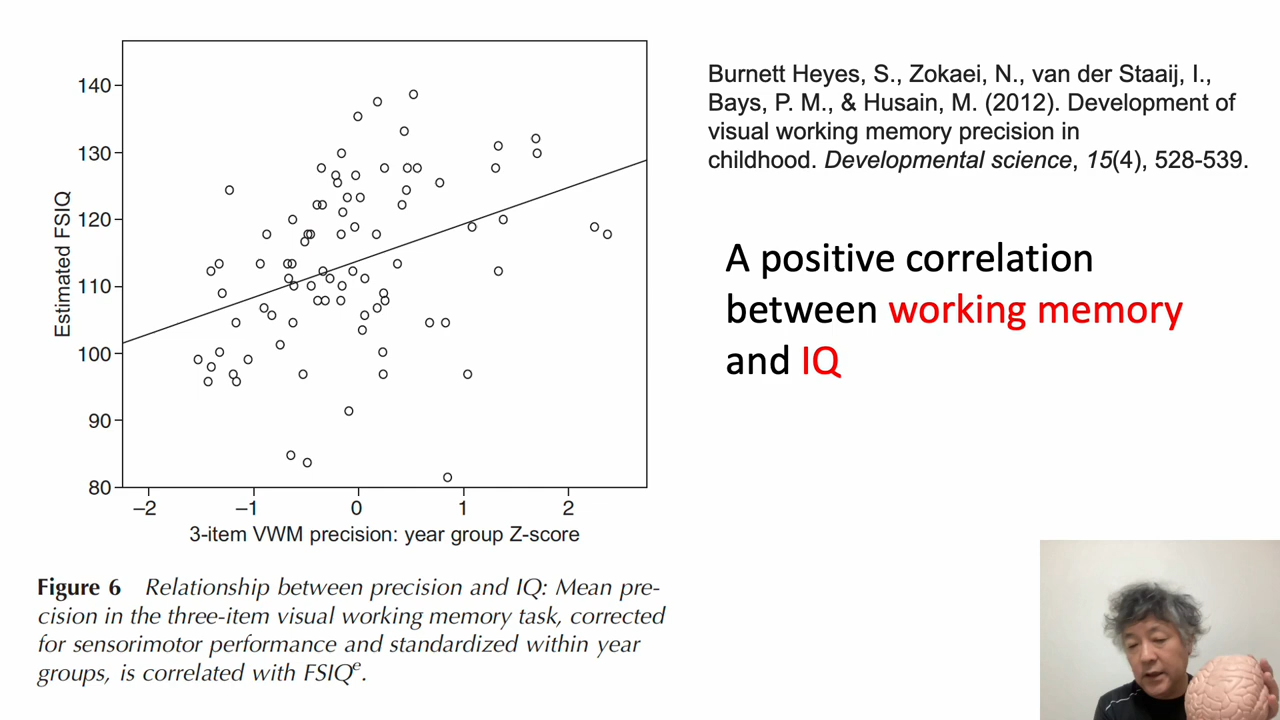 140
130
120
110
100
90
80
Estimated FSIQ
–2 –1 0 1 2
3-item VWM precision: year group Z-score
Figure 6 Relationship between precision and IQ: Mean pre-
cision in the three-item visual working memory task, corrected
for sensorimotor performance and standardized within year
groups, is correlated with FSIQe.
Burnett Heyes, S., Zokaei, N., van der Staaij, I.,
Bays, P. M., & Husain, M. (2012). Development of
visual working memory precision in
childhood. Developmental science, 15(4), 528-539.
A positive correlation
between working memory
and IQ